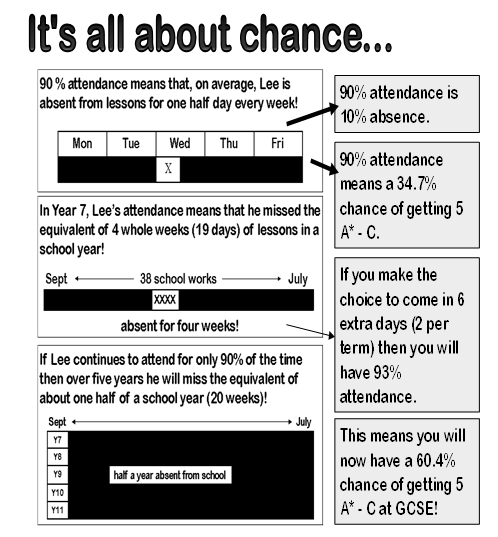 It's all about chance...
90 % attendance means that, on average, Lee is
absent from lessons for one half day every week!
Mon Tue Wed Thu Fri
X
In Year 7, Lee's attendance means that he missed the
equivalent of 4 whole weeks (19 days) of lessons in a
school year!
Sept 38 school works July
XXXX
absent for four weeks!
If Lee continues to attend for only 90% of the time
then over five years he will miss the equivalent of
about one half of a school year (20 weeks)!
Sept July
Y7
Y8
Y9 half a year absent from school
Y10
Y11
90% attendance is
10% absence.
90% attendance
means a 34.7%
chance of getting 5
A* - C.
If you make the
choice to come in 6
extra days (2 per
term) then you will
have 93%
attendance.
This means you will
now have a 60.4%
chance of getting 5
A* - C at GCSE!